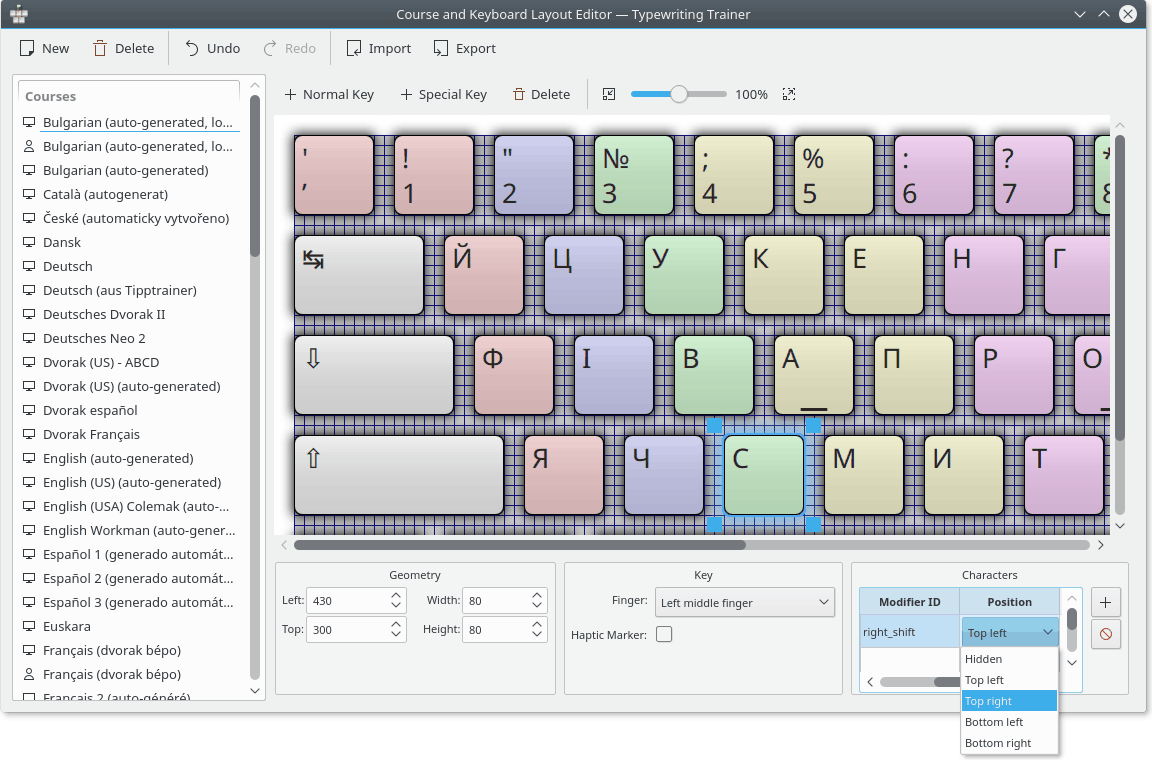 Course and Keyboard Layout Editor — Typewriting Trainer
New Delete Undo Redo Import Export
Courses
Bulgarian (auto-generated, lo...
Bulgarian (auto-generated, lo...
Bulgarian (auto-generated)
Català (autogenerat)
České (automaticky vytvořeno)
Dansk
Deutsch
Deutsch (aus Tipptrainer)
Deutsches Dvorak II
Deutsches Neo 2
Dvorak (US) - ABCD
Dvorak (US) (auto-generated)
Dvorak español
Dvorak Français
English (auto-generated)
English (US) (auto-generated)
English (USA) Colemak (auto-...
English Workman (auto-gener...
Español 1 (generado automát...
Español 2 (generado automát...
Español 3 (generado automát...
Euskara
Français (dvorak bépo)
Français (dvorak bépo)
Français 2 (auto-généré)
Normal Key Special Key Delete 100%
' ! " № ; % : ? *
’ 1 2 3 4 5 6 7 8
↹ Й Ц У К Е Н Г
⇩ Ф І В А П Р О
⇧ Я Ч С М И Т
Geometry
Left: 430 Width: 80
Top: 300 Height: 80
Key
Finger: Left middle finger
Haptic Marker:
Characters
Modifier ID Position
right_shift Top left
Hidden
Top left
Top right
Bottom left
Bottom right